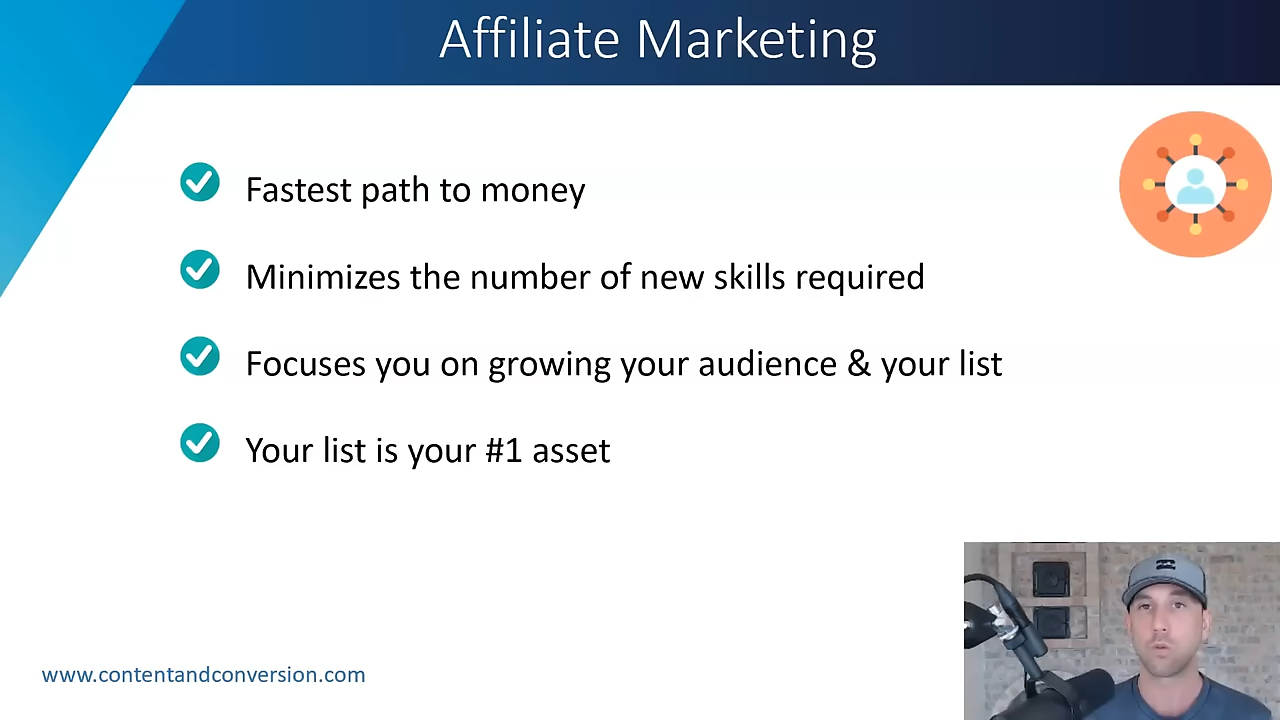 Affiliate Marketing
Fastest path to money
Minimizes the number of new skills required
Focuses you on growing your audience & your list
Your list is your #1 asset
www.contentandconversion.com